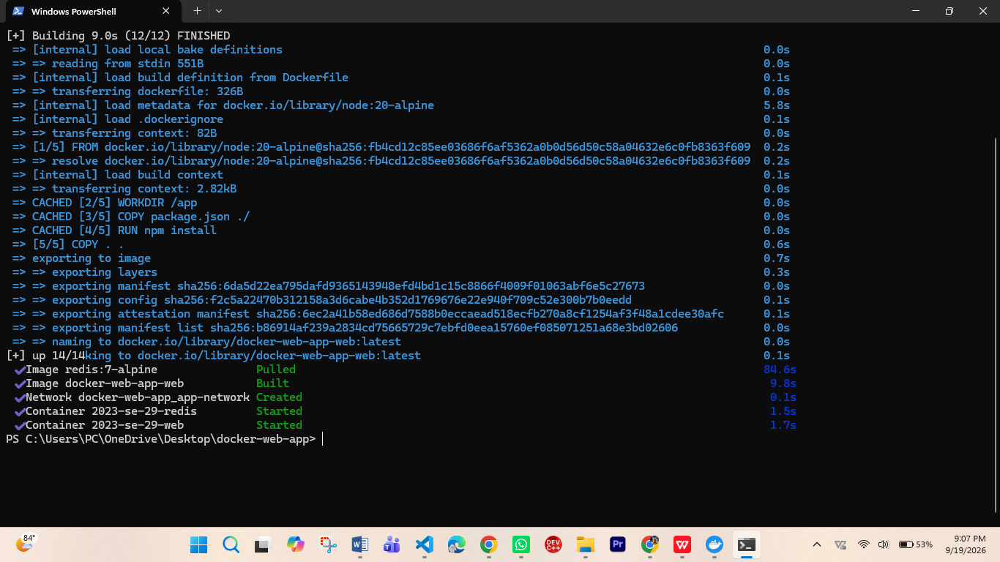 Windows PowerShell
[+] Building 9.0s (12/12) FINISHED
=> [internal] load local bake definitions 0.0s
=> => reading from stdin 551B 0.0s
=> [internal] load build definition from Dockerfile 0.1s
=> => transferring dockerfile: 326B 0.0s
=> [internal] load metadata for docker.io/library/node:20-alpine 5.8s
=> [internal] load .dockerignore 0.1s
=> => transferring context: 82B 0.0s
=> [1/5] FROM docker.io/library/node:20-alpine@sha256:fb4cd12c85ee03686f6af5362a0b0d56d50c58a04632e6c0fb8363f609 0.2s
=> => resolve docker.io/library/node:20-alpine@sha256:fb4cd12c85ee03686f6af5362a0b0d56d50c58a04632e6c0fb8363f609 0.2s
=> [internal] load build context 0.1s
=> => transferring context: 2.82kB 0.0s
=> CACHED [2/5] WORKDIR /app 0.0s
=> CACHED [3/5] COPY package.json ./ 0.0s
=> CACHED [4/5] RUN npm install 0.0s
=> [5/5] COPY . . 0.6s
=> exporting to image 0.7s
=> => exporting layers 0.3s
=> => exporting manifest sha256:6da5d22ea795dafd9365143948efd4bd1c15c8866f4009f01063abf6e5c27673 0.0s
=> => exporting config sha256:f2c5a22470b312158a3d6cabe4b352d1769676e22e940f709c52e300b7b0eedd 0.1s
=> => exporting attestation manifest sha256:6ec2a41b58ed686d7588b0eccaead518ecfb270a8cf1254af3f48a1cdee30afc 0.1s
=> => exporting manifest list sha256:b86914af239a2834cd75665729c7ebfd0eea15760ef085071251a68e3bd02606 0.0s
=> => naming to docker.io/library/docker-web-app-web:latest 0.0s
[+] up 14/14king to docker.io/library/docker-web-app-web:latest 0.1s
Image redis:7-alpine Pulled 84.6s
Image docker-web-app-web Built 9.8s
Network docker-web-app_app-network Created 0.1s
Container 2023-se-29-redis Started 1.5s
Container 2023-se-29-web Started 1.7s
PS C:\Users\PC\OneDrive\Desktop\docker-web-app>
84°
DEV C++
Pr
53%
9:07 PM
9/19/2026